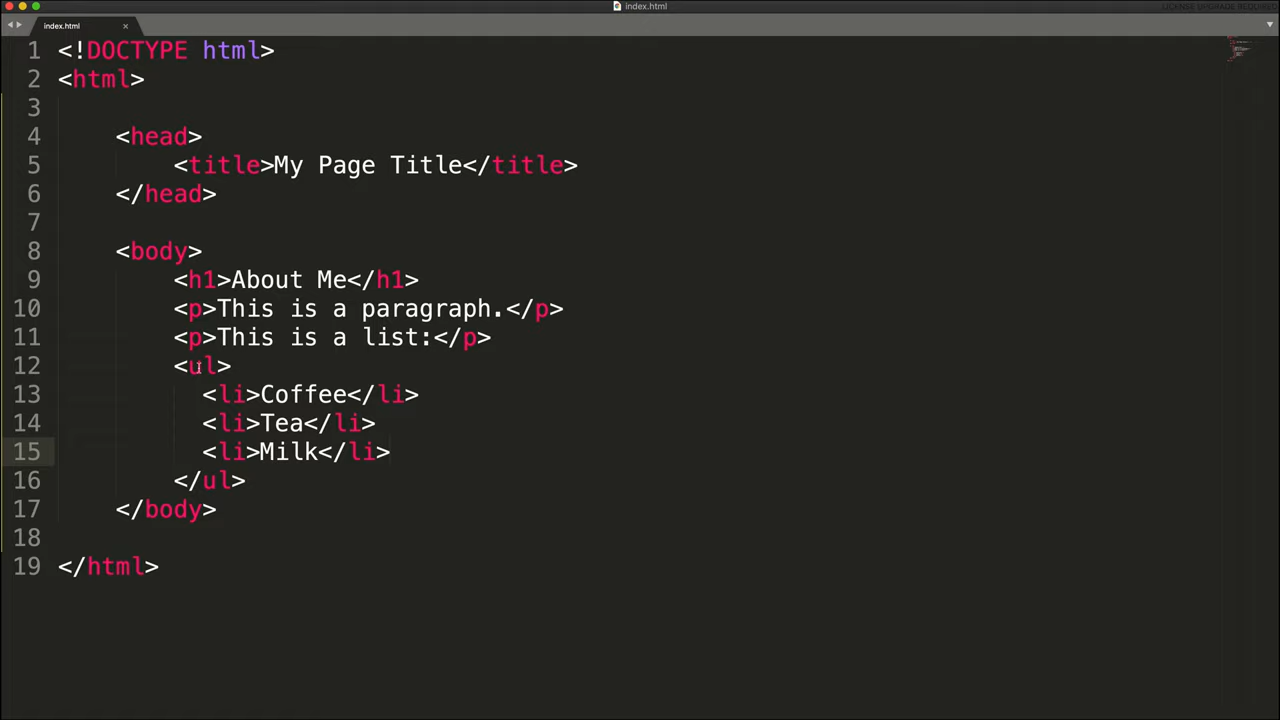 index.html
LICENSE UPGRADE REQUIRED
index.html
1 <!DOCTYPE html>
2 <html>
3
4 <head>
5 <title>My Page Title</title>
6 </head>
7
8 <body>
9 <h1>About Me</h1>
10 <p>This is a paragraph.</p>
11 <p>This is a list:</p>
12 <ul>
13 <li>Coffee</li>
14 <li>Tea</li>
15 <li>Milk</li>
16 </ul>
17 </body>
18
19 </html>